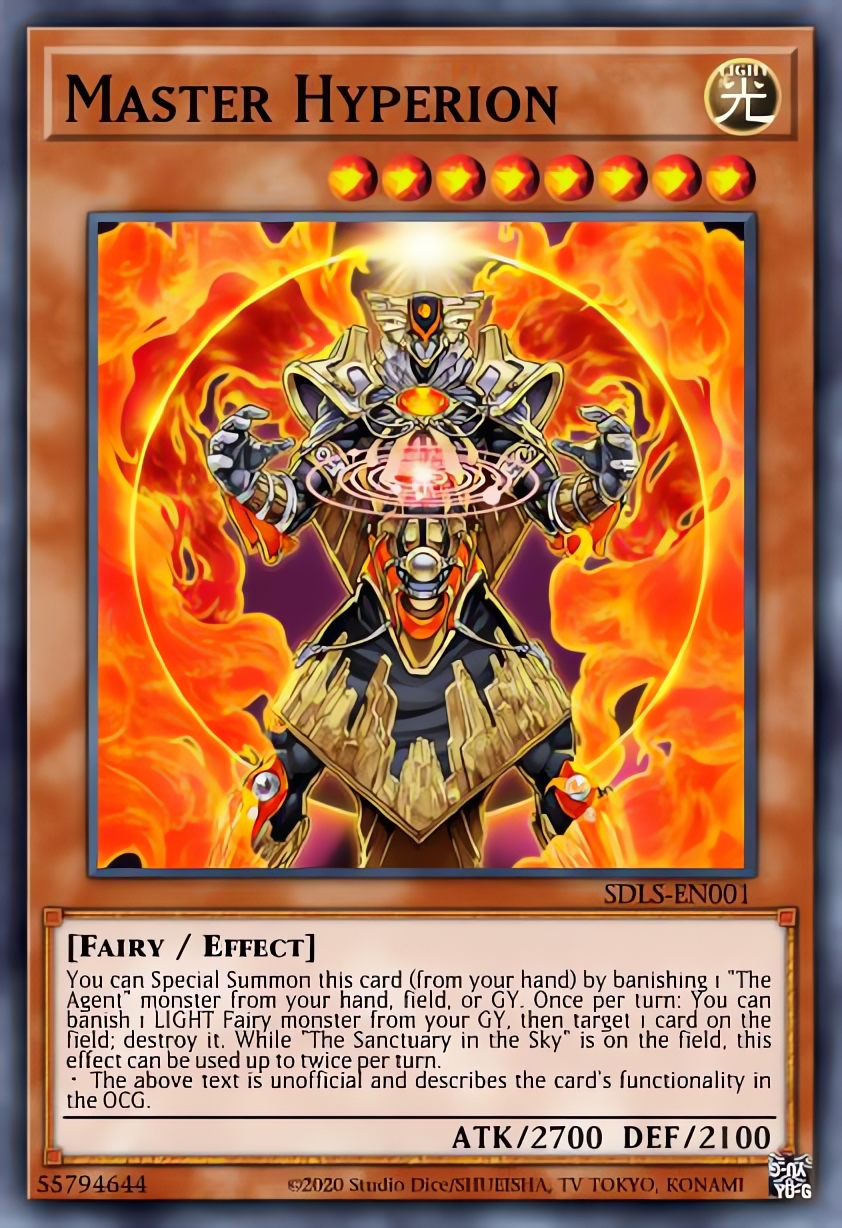 MASTER HYPERION
LIGHT
光
SDLS-EN001
[FAIRY / EFFECT]
You can Special Summon this card (from your hand) by banishing 1 "The
Agent" monster from your hand, field, or GY. Once per turn: You can
banish 1 LIGHT Fairy monster from your GY, then target 1 card on the
field; destroy it. While "The Sanctuary in the Sky" is on the field, this
effect can be used up to twice per turn.
· The above text is unofficial and describes the card's functionality in
the OCG.
ATK/2700 DEF/2100
55794644
©2020 Studio Dice/SHUEISHA, TV TOKYO, KONAMI